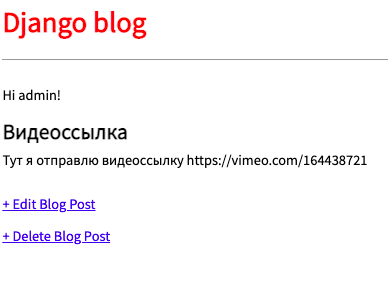 Django blog
Hi admin!
Видеоссылка
Тут я отправлю видеоссылку https://vimeo.com/164438721
+ Edit Blog Post
+ Delete Blog Post